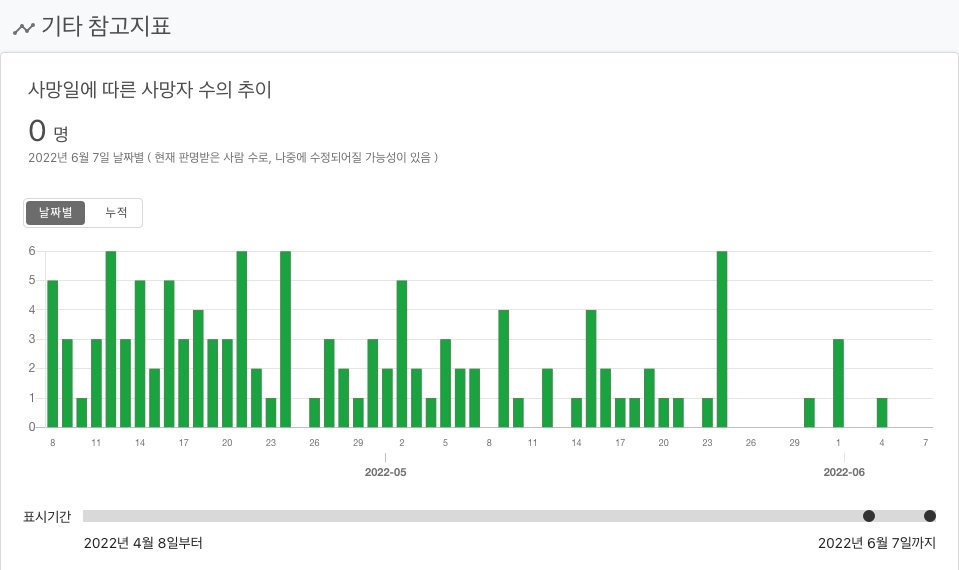 기타 참고지표
사망일에 따른 사망자 수의 추이
0 명
2022년 6월 7일 날짜별 ( 현재 판명받은 사람 수로, 나중에 수정되어질 가능성이 있음 )
날짜별 누적
6
5
4
3
2
1
0
8 11 14 17 20 23 26 29 2 5 8 11 14 17 20 23 26 29 1 4 7
2022-05 2022-06
표시기간
2022년 4월 8일부터 2022년 6월 7일까지